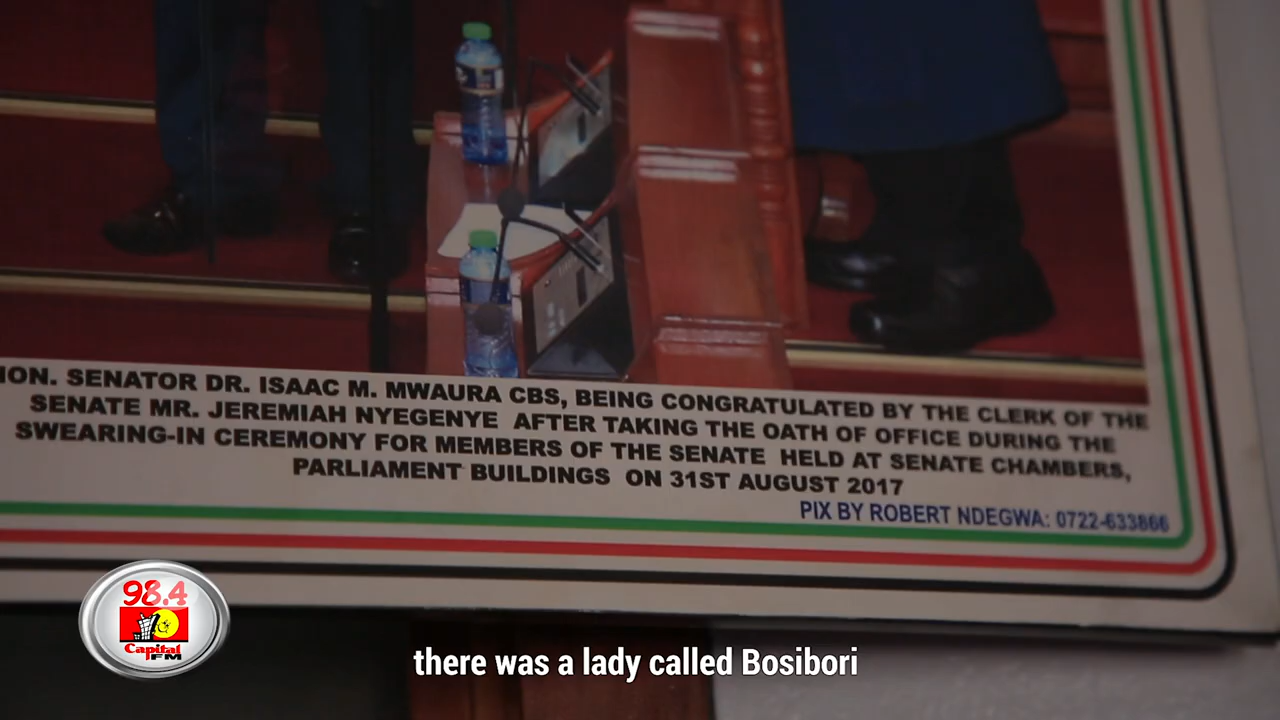 HON. SENATOR DR. ISAAC M. MWAURA CBS, BEING CONGRATULATED BY THE CLERK OF THE
SENATE MR. JEREMIAH NYEGENYE AFTER TAKING THE OATH OF OFFICE DURING THE
SWEARING-IN CEREMONY FOR MEMBERS OF THE SENATE HELD AT SENATE CHAMBERS,
PARLIAMENT BUILDINGS ON 31ST AUGUST 2017
PIX BY ROBERT NDEGWA: 0722-633866
98.4
Capital
FM
there was a lady called Bosibori